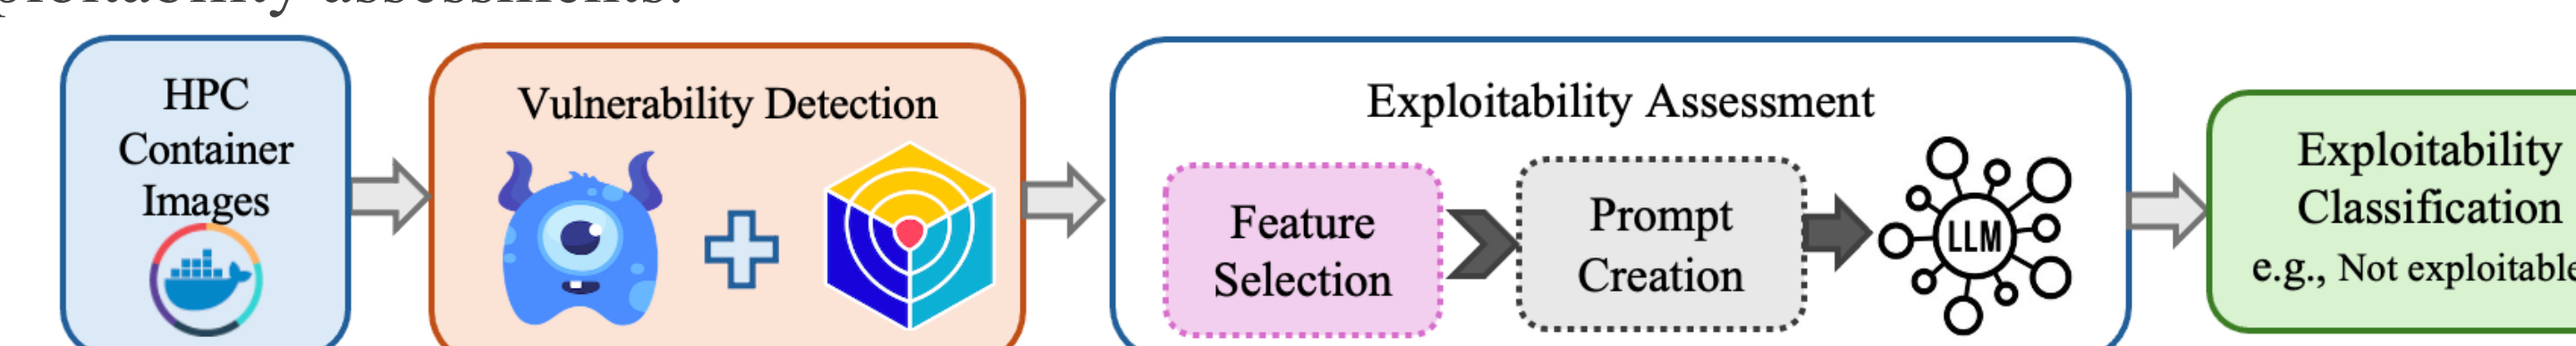 HPC
Container
Images
Vulnerability Detection
Exploitability Assessment
Feature
Selection
Prompt
Creation
LLM
Exploitability
Classification
e.g., Not exploitable